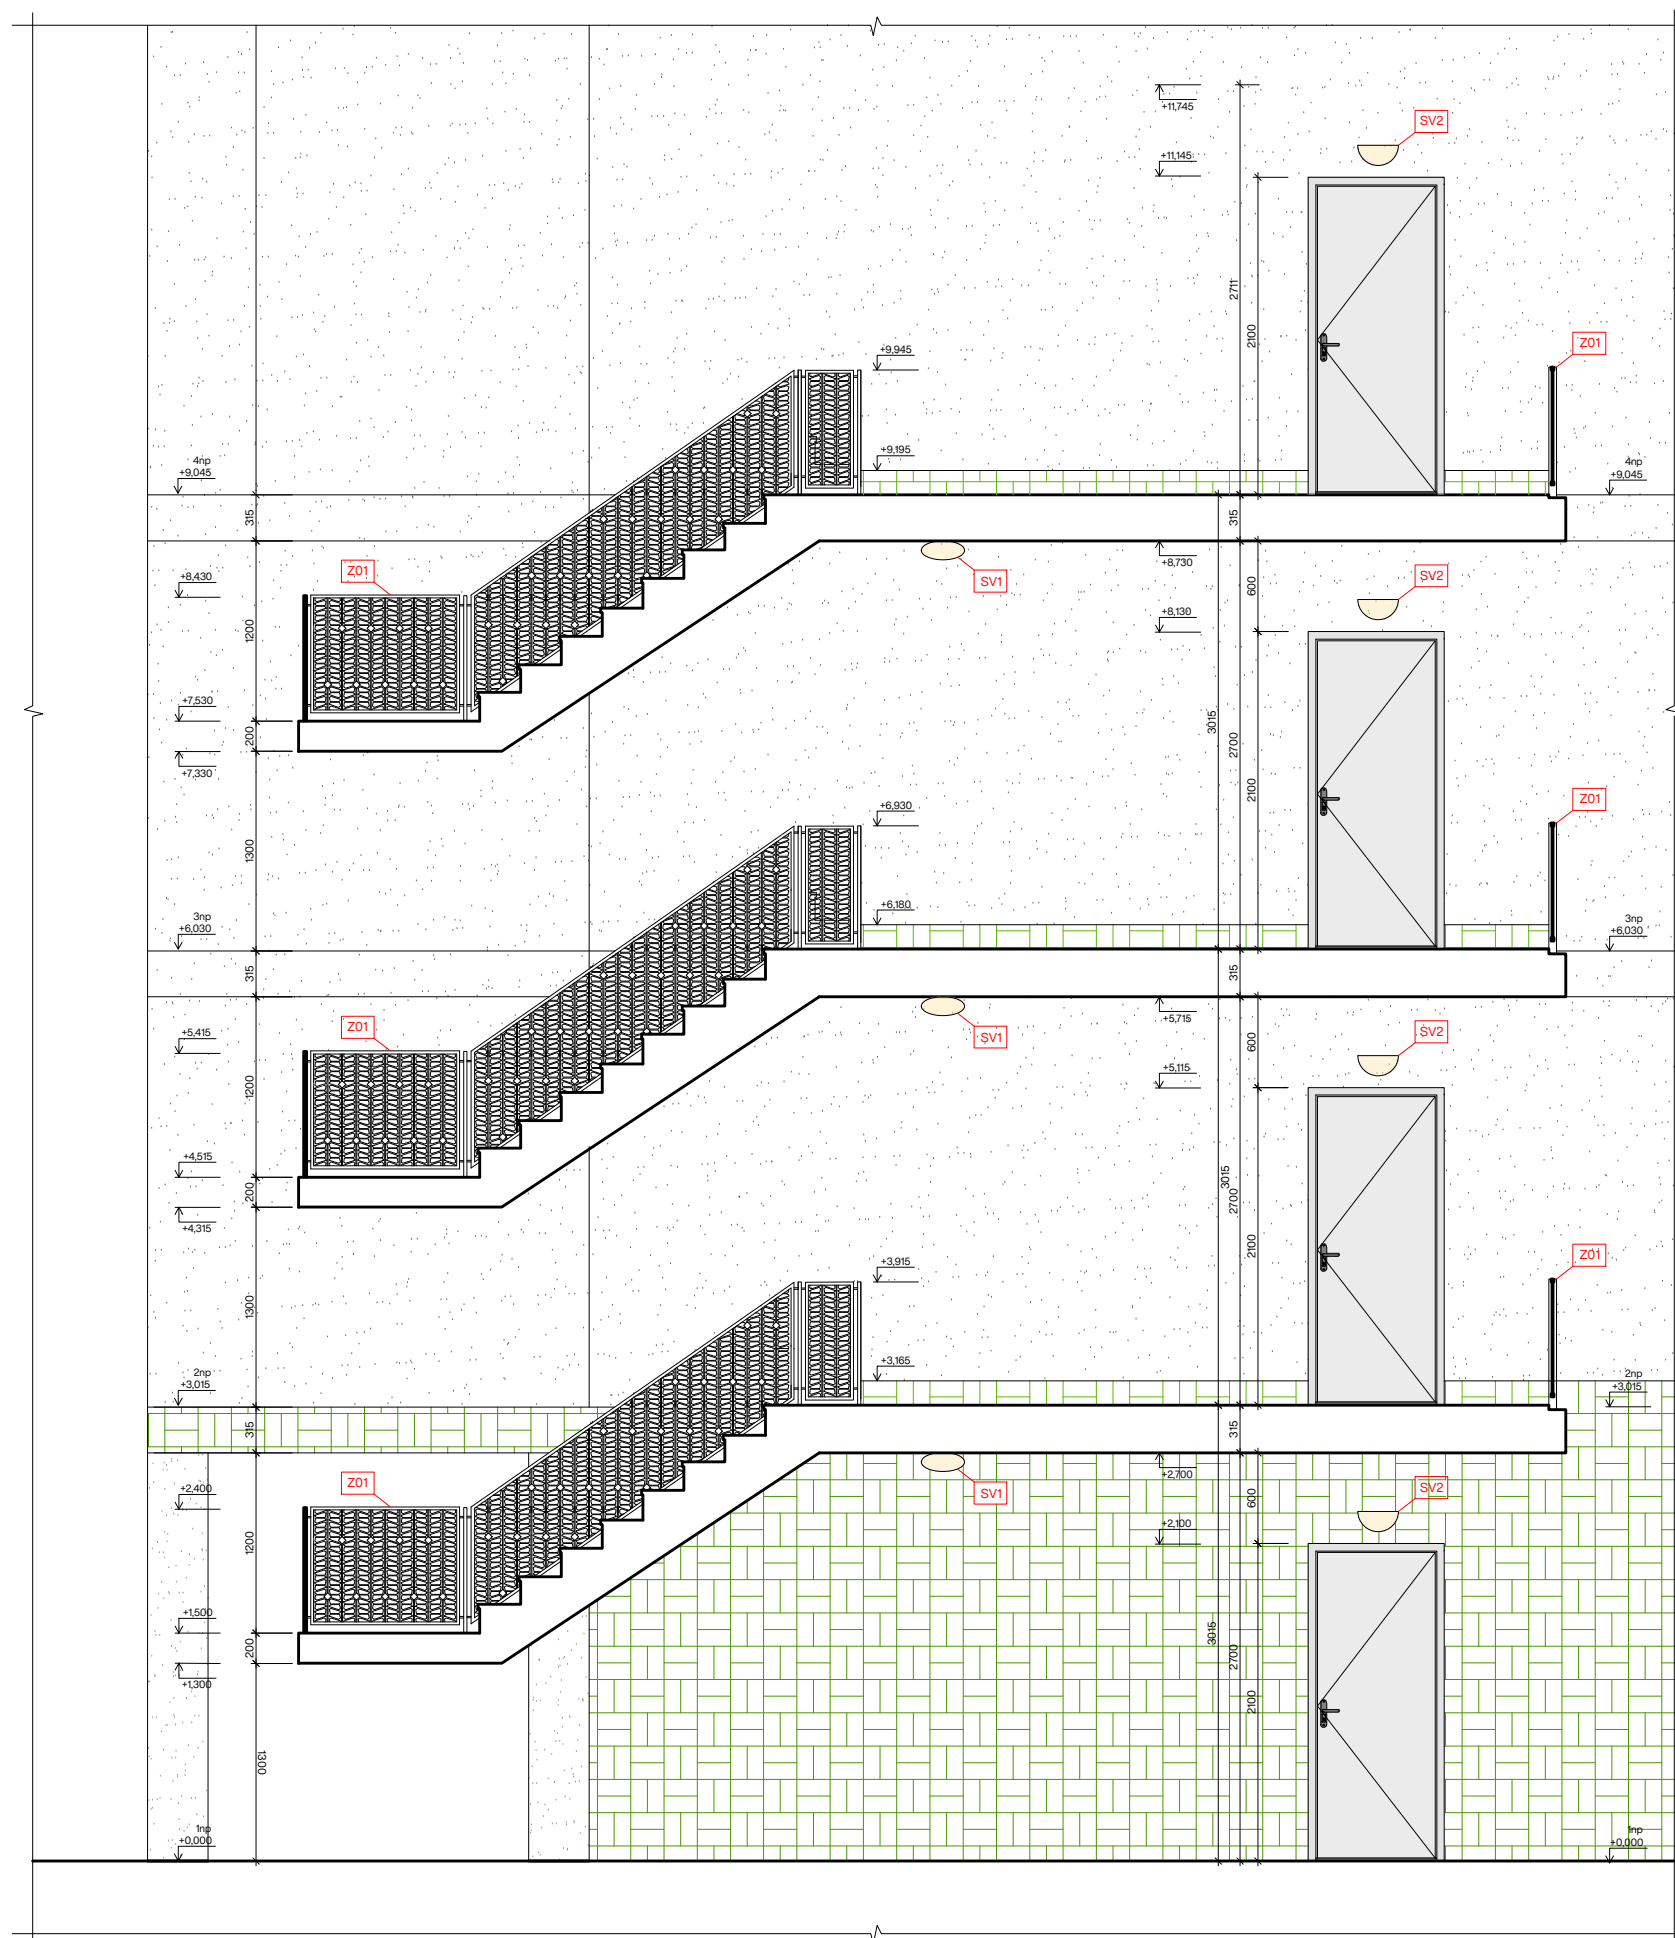 +11,745
SV2
+11,145
2711
2100
Z01
+9,945
+9,195
4np
+9,045
4np
+9,045
315
315
+8,730
Z01
SV1
SV2
+8,430
600
+8,130
1200
+7,530
3015
2700
200
+7,330
2100
Z01
+6,930
1300
+6,180
3np
+6,030
3np
+6,030
315
315
+5,715
Z01
SV1
SV2
+5,415
600
+5,115
1200
+4,515
3015
2700
200
+4,315
2100
Z01
+3,915
1300
+3,165
2np
+3,015
2np
+3,015
315
315
+2,700
Z01
SV1
SV2
+2,400
600
+2,100
1200
+1,500
3015
2700
200
+1,300
2100
1300
1np
+0,000
1np
+0,000